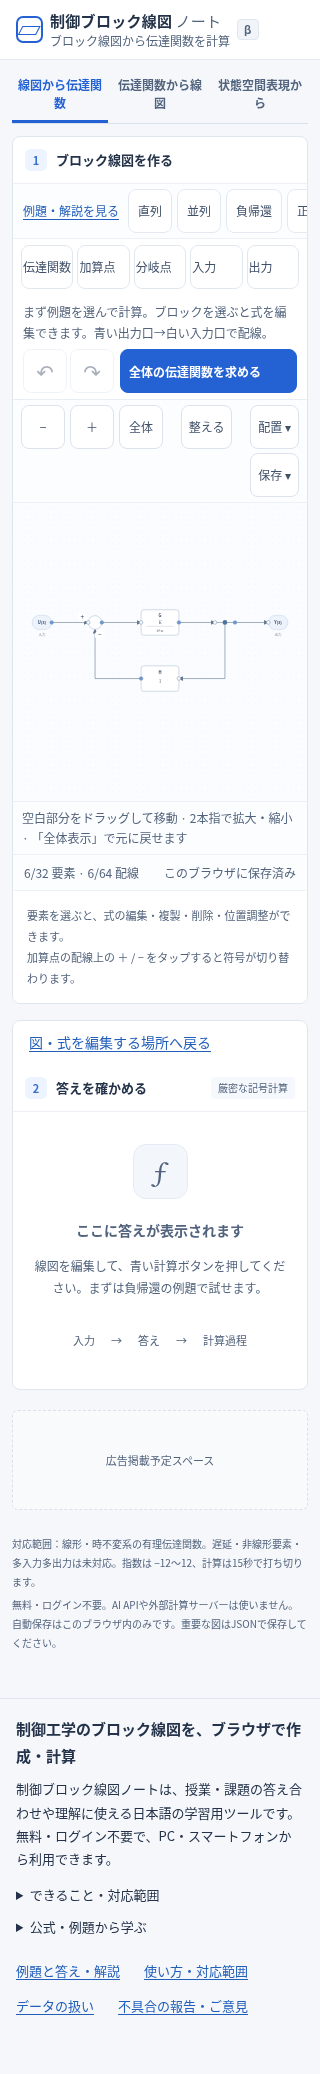 制御ブロック線図 ノート
ブロック線図から伝達関数を計算
β
線図から伝達関
数
伝達関数から線
図
状態空間表現か
ら
1 ブロック線図を作る
例題・解説を見る 直列 並列 負帰還 正
伝達関数 加算点 分岐点 入力 出力
まず例題を選んで計算。ブロックを選ぶと式を編
集できます。青い出力口→白い入力口で配線。
↶ ↷ 全体の伝達関数を求める
− ＋ 全体 整える 配置 ▾
保存 ▾
U(s) + − G Y(s)
H
1
空白部分をドラッグして移動 · 2本指で拡大・縮小
· 「全体表示」で元に戻せます
6/32 要素 · 6/64 配線 このブラウザに保存済み
要素を選ぶと、式の編集・複製・削除・位置調整がで
きます。
加算点の配線上の ＋ / − をタップすると符号が切り替
わります。
図・式を編集する場所へ戻る
2 答えを確かめる 厳密な記号計算
f
ここに答えが表示されます
線図を編集して、青い計算ボタンを押してくだ
さい。まずは負帰還の例題で試せます。
入力 → 答え → 計算過程
広告掲載予定スペース
対応範囲：線形・時不変系の有理伝達関数。遅延・非線形要素・
多入力多出力は未対応。指数は −12〜12、計算は15秒で打ち切り
ます。
無料・ログイン不要。AI APIや外部計算サーバーは使いません。
自動保存はこのブラウザ内のみです。重要な図はJSONで保存して
ください。
制御工学のブロック線図を、ブラウザで作
成・計算
制御ブロック線図ノートは、授業・課題の答え合
わせや理解に使える日本語の学習用ツールです。
無料・ログイン不要で、PC・スマートフォンか
ら利用できます。
▶ できること・対応範囲
▶ 公式・例題から学ぶ
例題と答え・解説 使い方・対応範囲
データの扱い 不具合の報告・ご意見